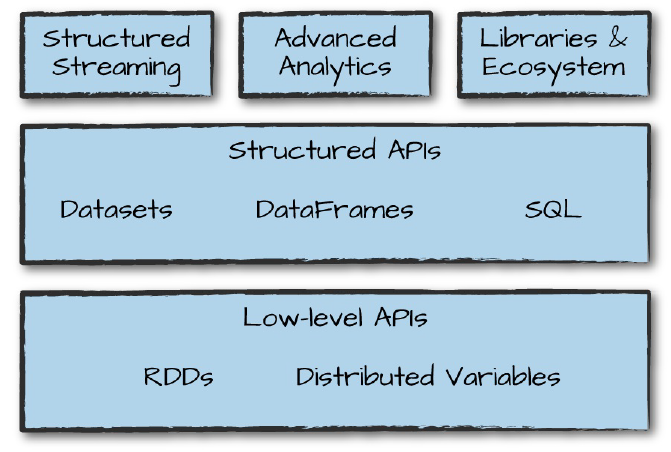 Structured
Streaming
Advanced
Analytics
Libraries &
Ecosystem
Structured APIs
Datasets DataFrames SQL
Low-level APIs
RDDs Distributed Variables